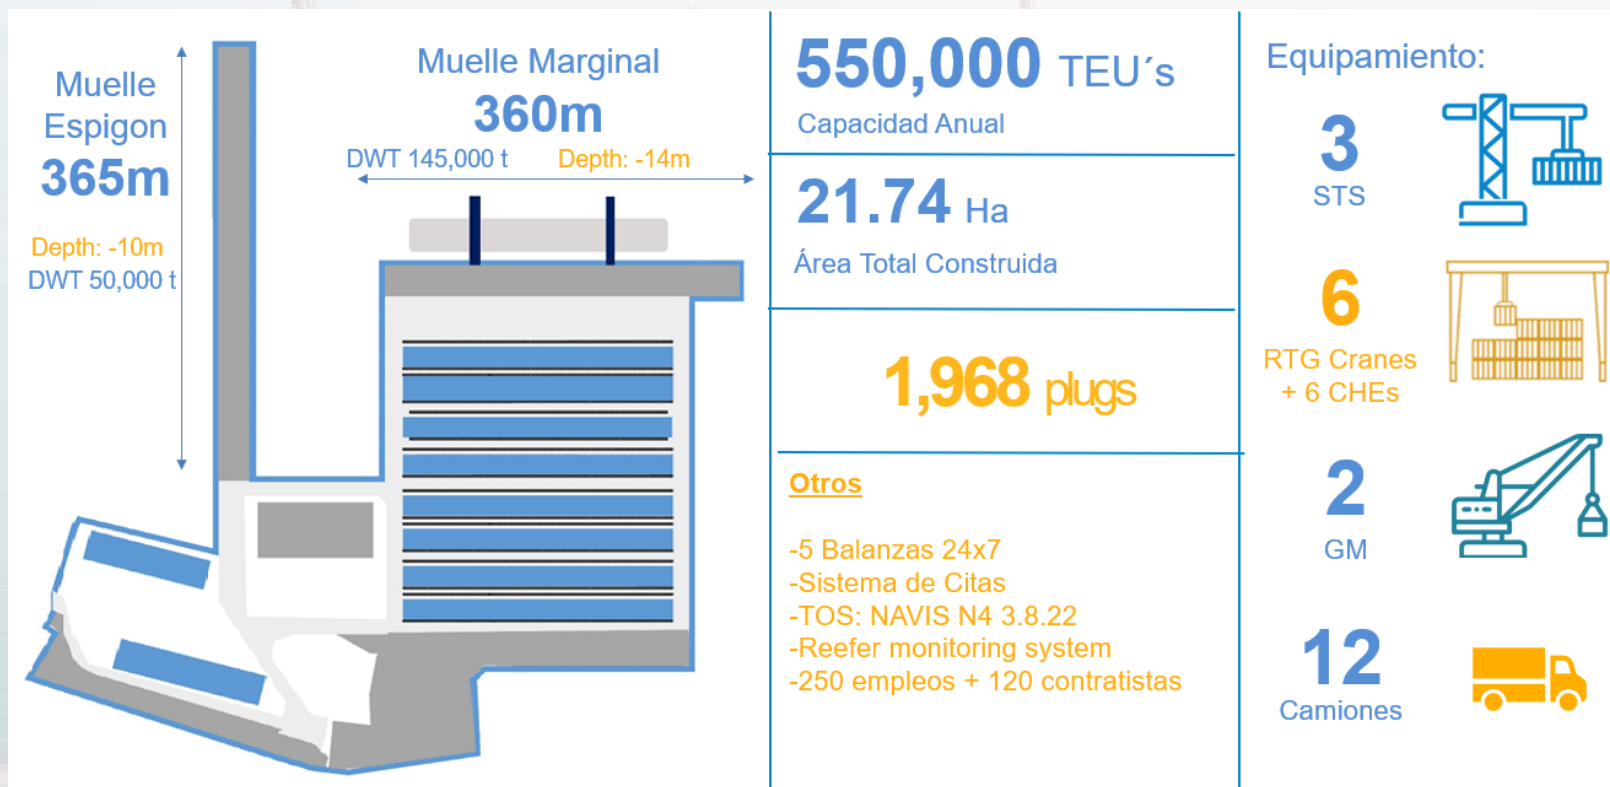 Muelle
Espigon
365m
Depth: -10m
DWT 50,000 t
Muelle Marginal
360m
DWT 145,000 t Depth: -14m
550,000 TEU´s
Capacidad Anual
21.74 Ha
Área Total Construida
1,968 plugs
Otros
-5 Balanzas 24x7
-Sistema de Citas
-TOS: NAVIS N4 3.8.22
-Reefer monitoring system
-250 empleos + 120 contratistas
Equipamiento:
3
STS
6
RTG Cranes
+ 6 CHEs
2
GM
12
Camiones